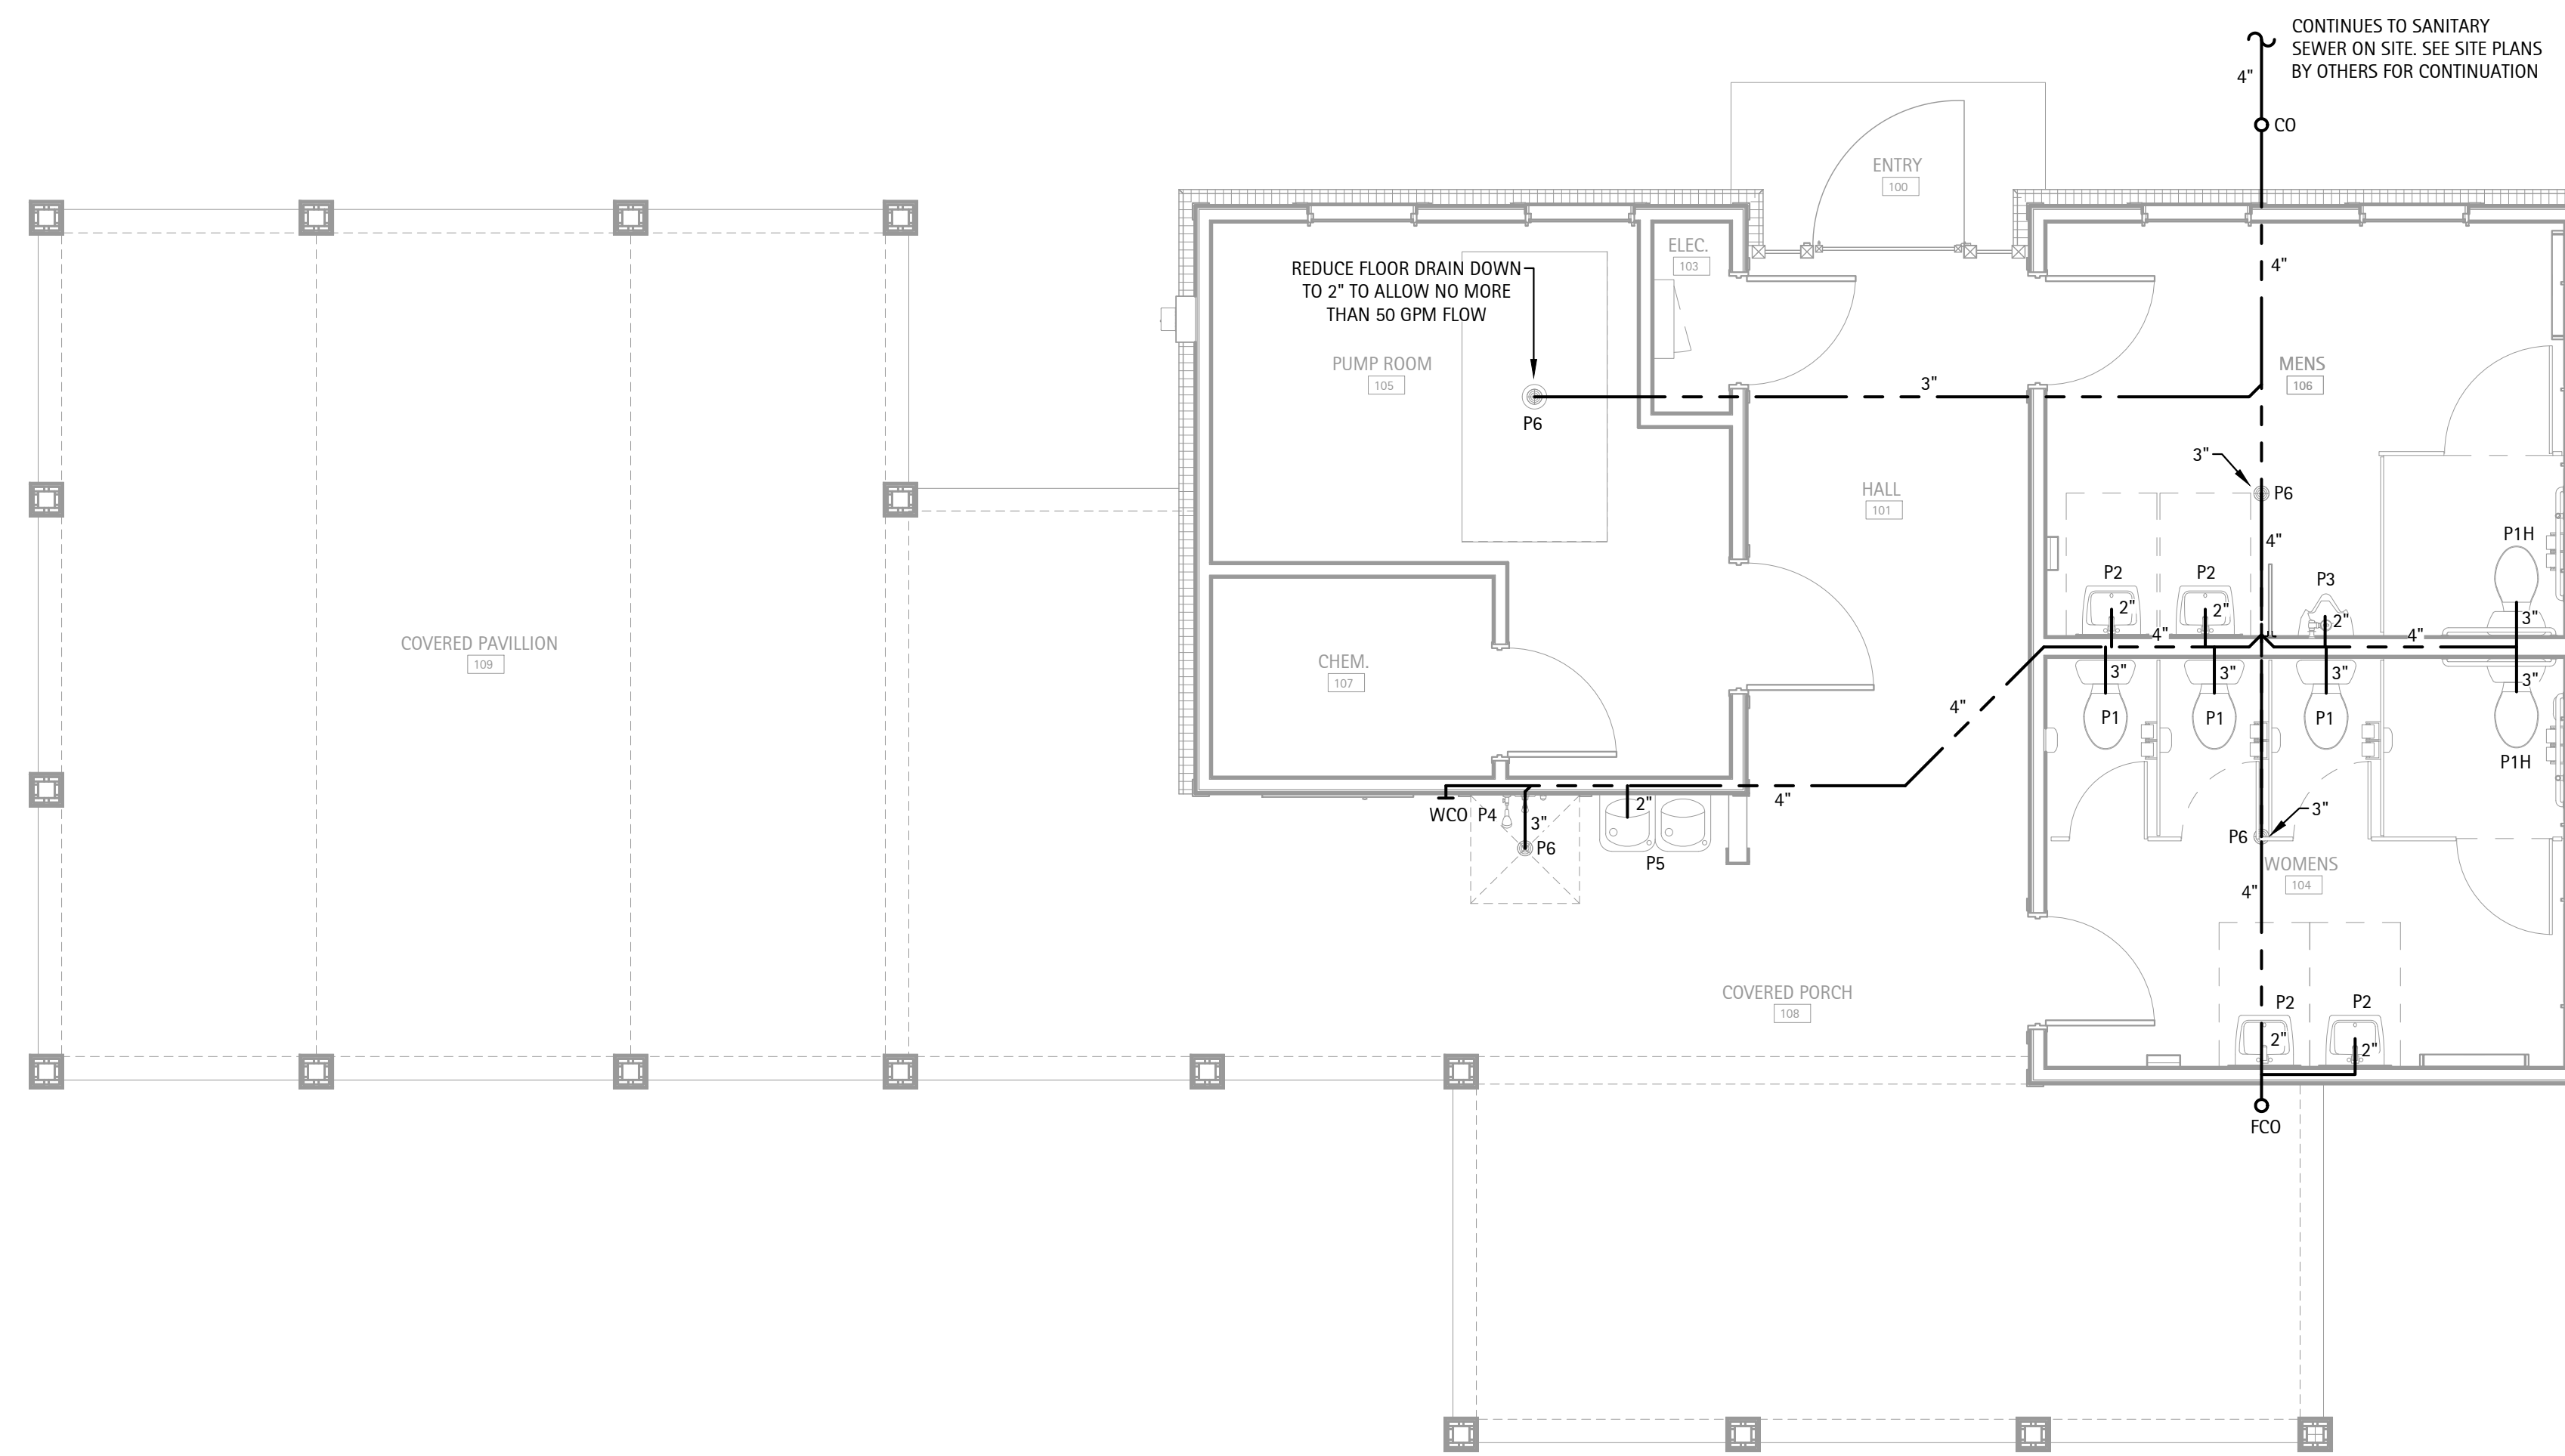 CONTINUES TO SANITARY
SEWER ON SITE. SEE SITE PLANS
BY OTHERS FOR CONTINUATION
4"
CO
ENTRY
100
ELEC.
103
4"
REDUCE FLOOR DRAIN DOWN
TO 2" TO ALLOW NO MORE
THAN 50 GPM FLOW
PUMP ROOM
105
MENS
106
3"
P6
3"
P6
HALL
101
4"
P1H
P2
P2
P3
2"
2"
2"
3"
4"
4"
COVERED PAVILLION
109
CHEM.
107
3"
3"
3"
3"
4"
P1
P1
P1
P1H
4"
WCO
P4
3"
2"
P6
P5
3"
P6
WOMENS
104
4"
COVERED PORCH
108
P2
P2
2"
2"
FCO